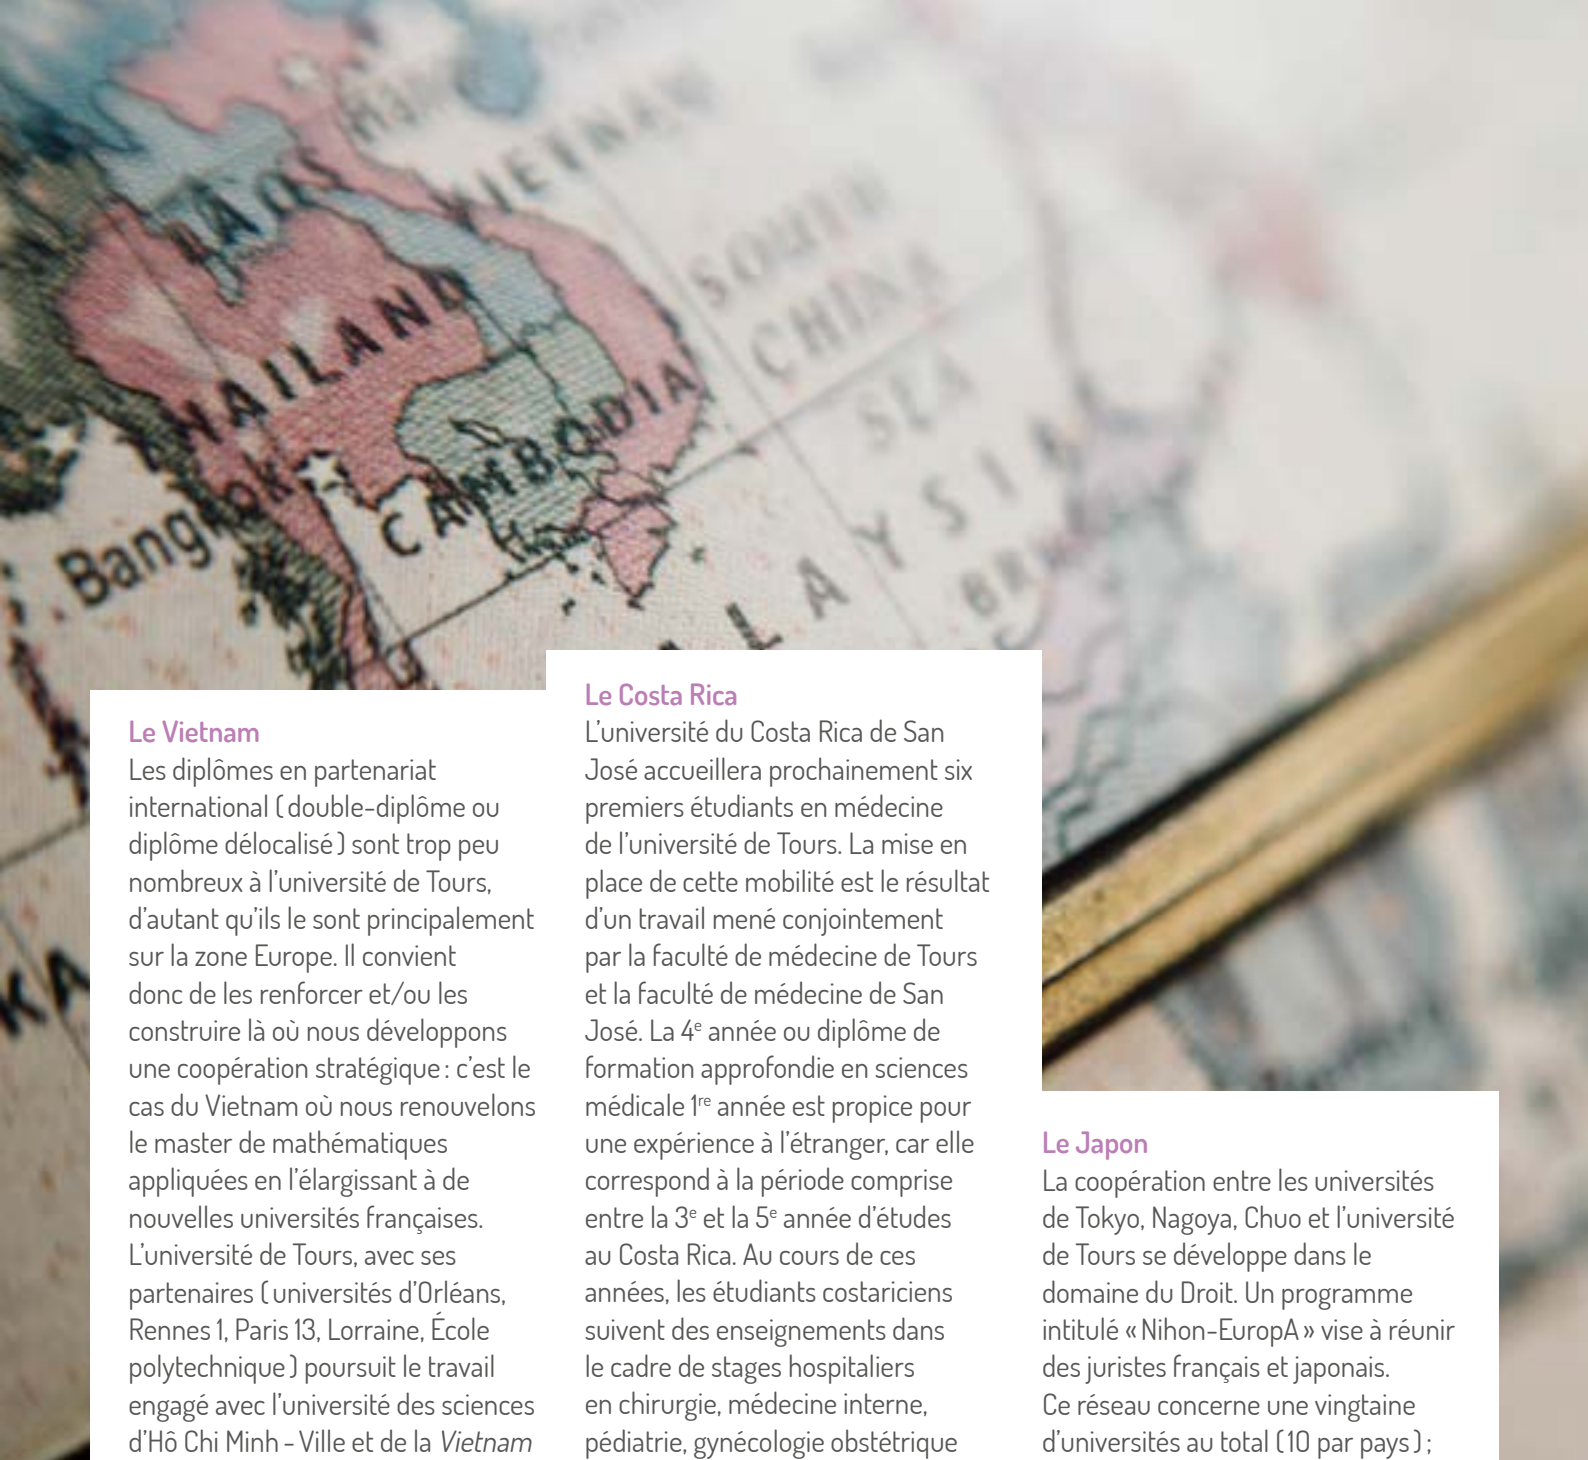 LAOS
VIETNAM
SOUTH
CHINA
SEA
CAMBODIA
Bangkok
MALAYSIA
KA
Le Vietnam
Les diplômes en partenariat
international (double-diplôme ou
diplôme délocalisé) sont trop peu
nombreux à l’université de Tours,
d’autant qu’ils le sont principalement
sur la zone Europe. Il convient
donc de les renforcer et/ou les
construire là où nous développons
une coopération stratégique : c’est le
cas du Vietnam où nous renouvelons
le master de mathématiques
appliquées en l’élargissant à de
nouvelles universités françaises.
L’université de Tours, avec ses
partenaires (universités d’Orléans,
Rennes 1, Paris 13, Lorraine, École
polytechnique) poursuit le travail
engagé avec l’université des sciences
d’Hô Chi Minh - Ville et de la Vietnam
Le Costa Rica
L’université du Costa Rica de San
José accueillera prochainement six
premiers étudiants en médecine
de l’université de Tours. La mise en
place de cette mobilité est le résultat
d’un travail mené conjointement
par la faculté de médecine de Tours
et la faculté de médecine de San
José. La 4e année ou diplôme de
formation approfondie en sciences
médicale 1re année est propice pour
une expérience à l’étranger, car elle
correspond à la période comprise
entre la 3e et la 5e année d’études
au Costa Rica. Au cours de ces
années, les étudiants costariciens
suivent des enseignements dans
le cadre de stages hospitaliers
en chirurgie, médecine interne,
pédiatrie, gynécologie obstétrique
Le Japon
La coopération entre les universités
de Tokyo, Nagoya, Chuo et l’université
de Tours se développe dans le
domaine du Droit. Un programme
intitulé « Nihon-EuropA » vise à réunir
des juristes français et japonais.
Ce réseau concerne une vingtaine
d’universités au total (10 par pays) ;